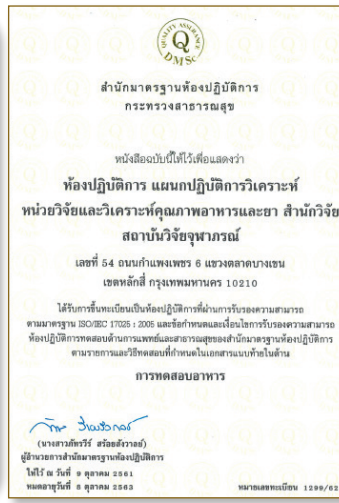 QUALITY ASSURANCE
Q
DMSc
สำนักมาตรฐานห้องปฏิบัติการ
กระทรวงสาธารณสุข
หนังสือฉบับนี้ให้ไว้เพื่อแสดงว่า
ห้องปฏิบัติการ แผนกปฏิบัติการวิเคราะห์
หน่วยวิจัยและวิเคราะห์คุณภาพอาหารและยา สำนักวิจัย
สถาบันวิจัยจุฬาภรณ์
เลขที่ 54 ถนนกำแพงเพชร 6 แขวงตลาดบางเขน
เขตหลักสี่ กรุงเทพมหานคร 10210
ได้รับการขึ้นทะเบียนเป็นห้องปฏิบัติการที่ผ่านการรับรองความสามารถ
ตามมาตรฐาน ISO/IEC 17025 : 2005 และข้อกำหนดและเงื่อนไขการรับรองความสามารถ
ห้องปฏิบัติการทดสอบด้านการแพทย์และสาธารณสุขของสำนักมาตรฐานห้องปฏิบัติการ
ตามรายการและวิธีทดสอบที่กำหนดในเอกสารแนบท้ายในด้าน
การทดสอบอาหาร
(นางสาวภัทรวีร์ สร้อยสังวาลย์)
ผู้อำนวยการสำนักมาตรฐานห้องปฏิบัติการ
ให้ไว้ ณ วันที่ 9 ตุลาคม 2561
หมดอายุวันที่ 8 ตุลาคม 2563
หมายเลขทะเบียน 1299/62